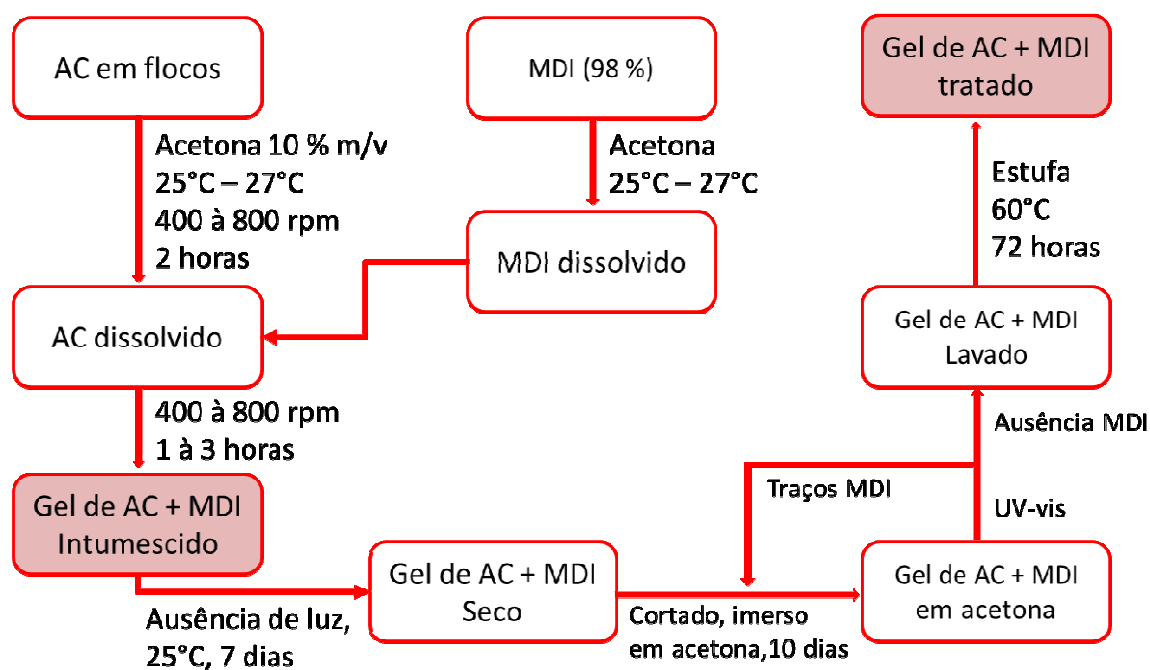 AC em flocos
Acetona 10 % m/v
25°C – 27°C
400 à 800 rpm
2 horas
MDI (98 %)
Acetona
25°C – 27°C
MDI dissolvido
AC dissolvido
400 à 800 rpm
1 à 3 horas
Gel de AC + MDI
Intumescido
Ausência de luz,
25°C, 7 dias
Gel de AC + MDI
Seco
Cortado, imerso
em acetona,10 dias
Gel de AC + MDI
em acetona
UV-vis
Traços MDI
Ausência MDI
Gel de AC + MDI
Lavado
Estufa
60°C
72 horas
Gel de AC + MDI
tratado